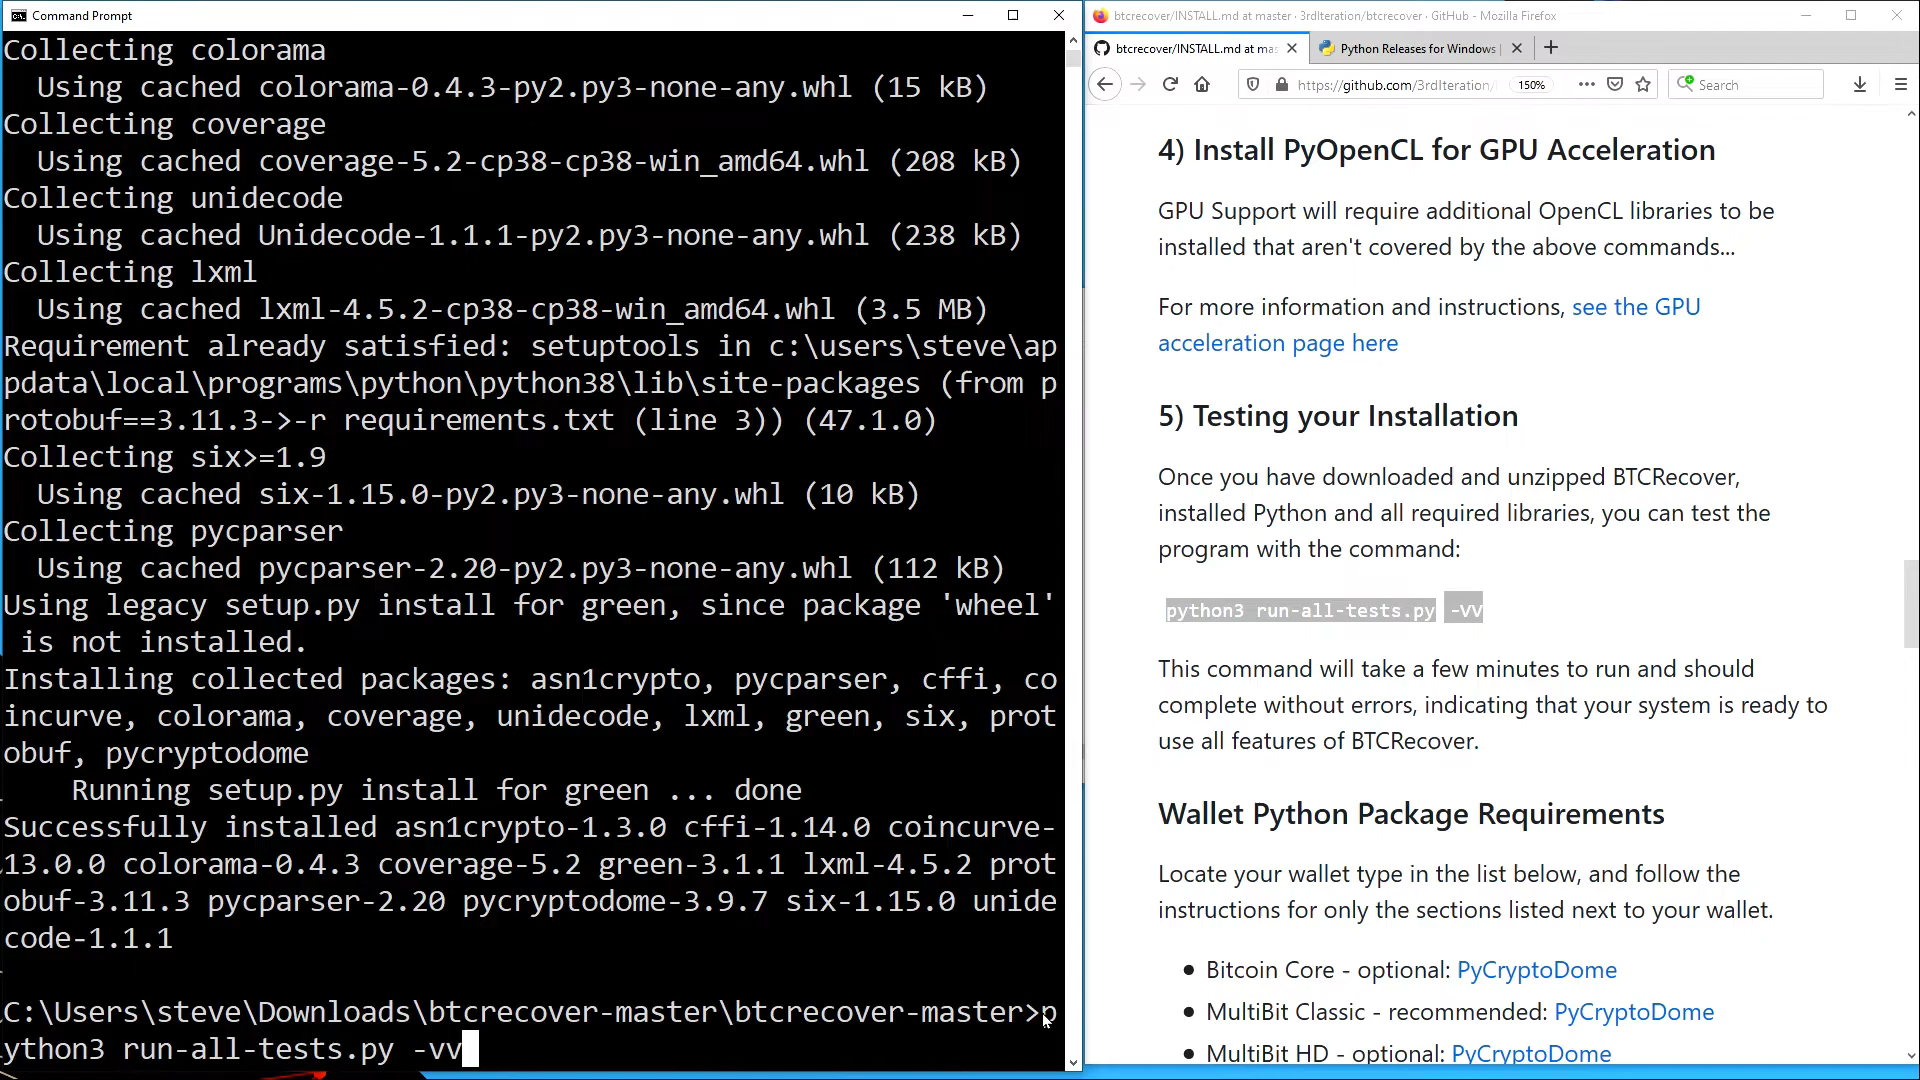 Command Prompt
Collecting colorama
Using cached colorama-0.4.3-py2.py3-none-any.whl (15 kB)
Collecting coverage
Using cached coverage-5.2-cp38-cp38-win_amd64.whl (208 kB)
Collecting unidecode
Using cached Unidecode-1.1.1-py2.py3-none-any.whl (238 kB)
Collecting lxml
Using cached lxml-4.5.2-cp38-cp38-win_amd64.whl (3.5 MB)
Requirement already satisfied: setuptools in c:\users\steve\ap
pdata\local\programs\python\python38\lib\site-packages (from p
rotobuf==3.11.3->-r requirements.txt (line 3)) (47.1.0)
Collecting six>=1.9
Using cached six-1.15.0-py2.py3-none-any.whl (10 kB)
Collecting pycparser
Using cached pycparser-2.20-py2.py3-none-any.whl (112 kB)
Using legacy setup.py install for green, since package 'wheel'
is not installed.
Installing collected packages: asn1crypto, pycparser, cffi, co
incurve, colorama, coverage, unidecode, lxml, green, six, prot
obuf, pycryptodome
Running setup.py install for green ... done
Successfully installed asn1crypto-1.3.0 cffi-1.14.0 coincurve-
13.0.0 colorama-0.4.3 coverage-5.2 green-3.1.1 lxml-4.5.2 prot
obuf-3.11.3 pycparser-2.20 pycryptodome-3.9.7 six-1.15.0 unide
code-1.1.1
C:\Users\steve\Downloads\btcrecover-master\btcrecover-master>p
ython3 run-all-tests.py -vv
btcrecover/INSTALL.md at master · 3rdIteration/btcrecover · GitHub - Mozilla Firefox
btcrecover/INSTALL.md at mas
Python Releases for Windows
https://github.com/3rdIteration/
150%
Search
4) Install PyOpenCL for GPU Acceleration
GPU Support will require additional OpenCL libraries to be
installed that aren't covered by the above commands...
For more information and instructions, see the GPU
acceleration page here
5) Testing your Installation
Once you have downloaded and unzipped BTCRecover,
installed Python and all required libraries, you can test the
program with the command:
python3 run-all-tests.py -vv
This command will take a few minutes to run and should
complete without errors, indicating that your system is ready to
use all features of BTCRecover.
Wallet Python Package Requirements
Locate your wallet type in the list below, and follow the
instructions for only the sections listed next to your wallet.
● Bitcoin Core - optional: PyCryptoDome
● MultiBit Classic - recommended: PyCryptoDome
● MultiBit HD - optional: PyCryptoDome